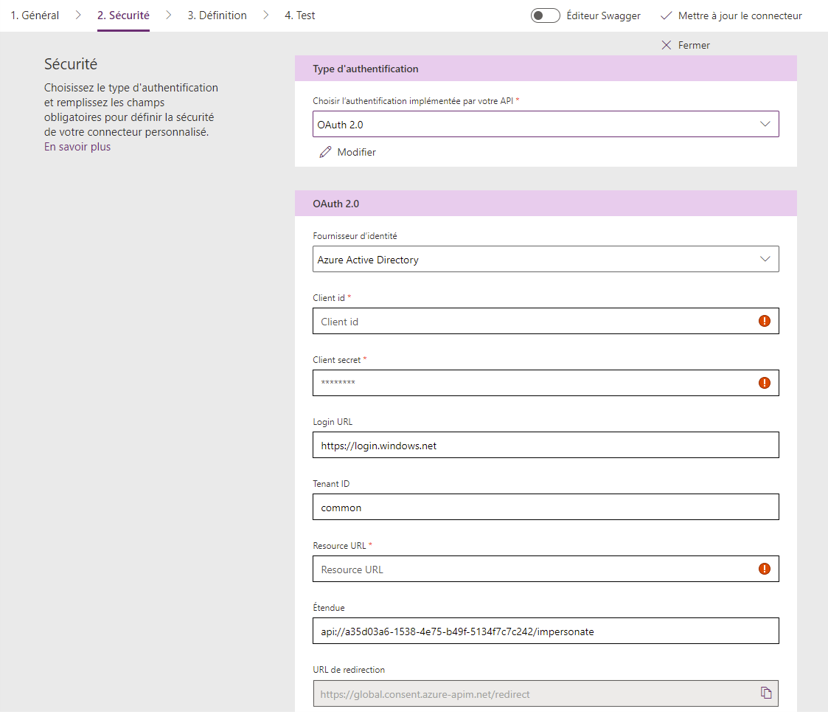 1. Général
2. Sécurité
3. Définition
4. Test
Éditeur Swagger
Mettre à jour le connecteur
Fermer
Sécurité
Choisissez le type d'authentification
et remplissez les champs
obligatoires pour définir la sécurité
de votre connecteur personnalisé.
En savoir plus
Type d'authentification
Choisir l'authentification implémentée par votre API *
OAuth 2.0
Modifier
OAuth 2.0
Fournisseur d'identité
Azure Active Directory
Client id *
Client id
Client secret *
********
Login URL
https://login.windows.net
Tenant ID
common
Resource URL *
Resource URL
Étendue
api://a35d03a6-1538-4e75-b49f-5134f7c7c242/impersonate
URL de redirection
https://global.consent.azure-apim.net/redirect